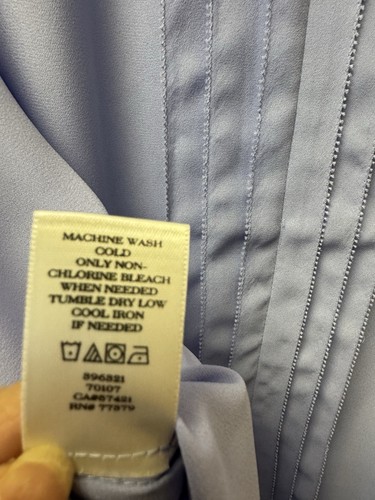 MACHINE WASH
COLD
ONLY NON-
CHLORINE BLEACH
WHEN NEEDED
TUMBLE DRY LOW
COOL IRON
IF NEEDED
396321
70107
CA#57421
RN# 77379